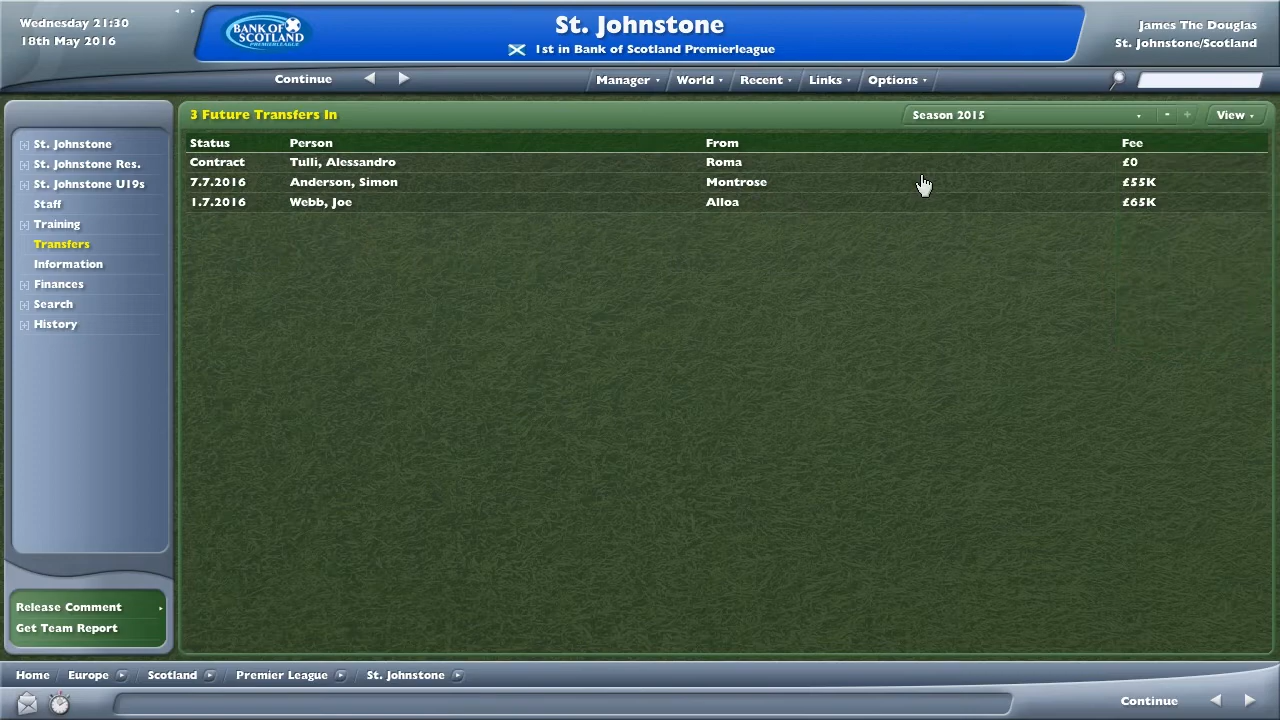 Wednesday 21:30
18th May 2016
BANK OF
SCOTLAND
PREMIERLEAGUE
St. Johnstone
1st in Bank of Scotland Premierleague
James The Douglas
St. Johnstone/Scotland
Continue
Manager
World
Recent
Links
Options
3 Future Transfers In
Season 2015
-
+
View
Status Person From Fee
Contract Tulli, Alessandro Roma £0
7.7.2016 Anderson, Simon Montrose £55K
1.7.2016 Webb, Joe Alloa £65K
St. Johnstone
St. Johnstone Res.
St. Johnstone U19s
Staff
Training
Transfers
Information
Finances
Search
History
Release Comment
Get Team Report
Home
Europe
Scotland
Premier League
St. Johnstone
Continue